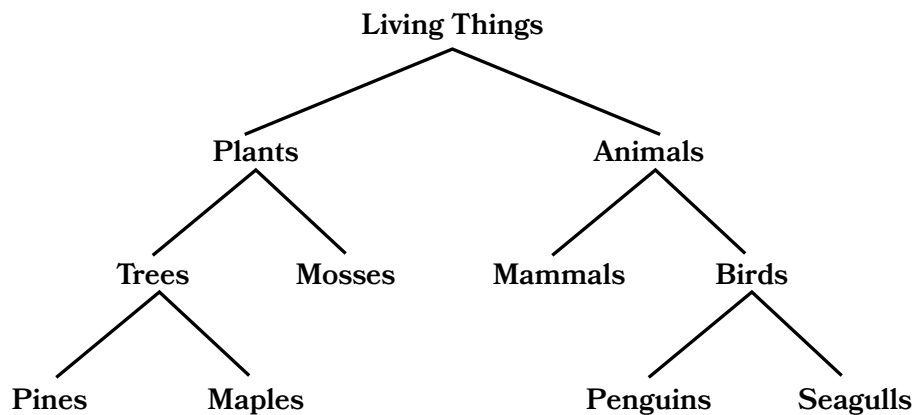 Living Things
Plants Animals
Trees Mosses Mammals Birds
Pines Maples Penguins Seagulls